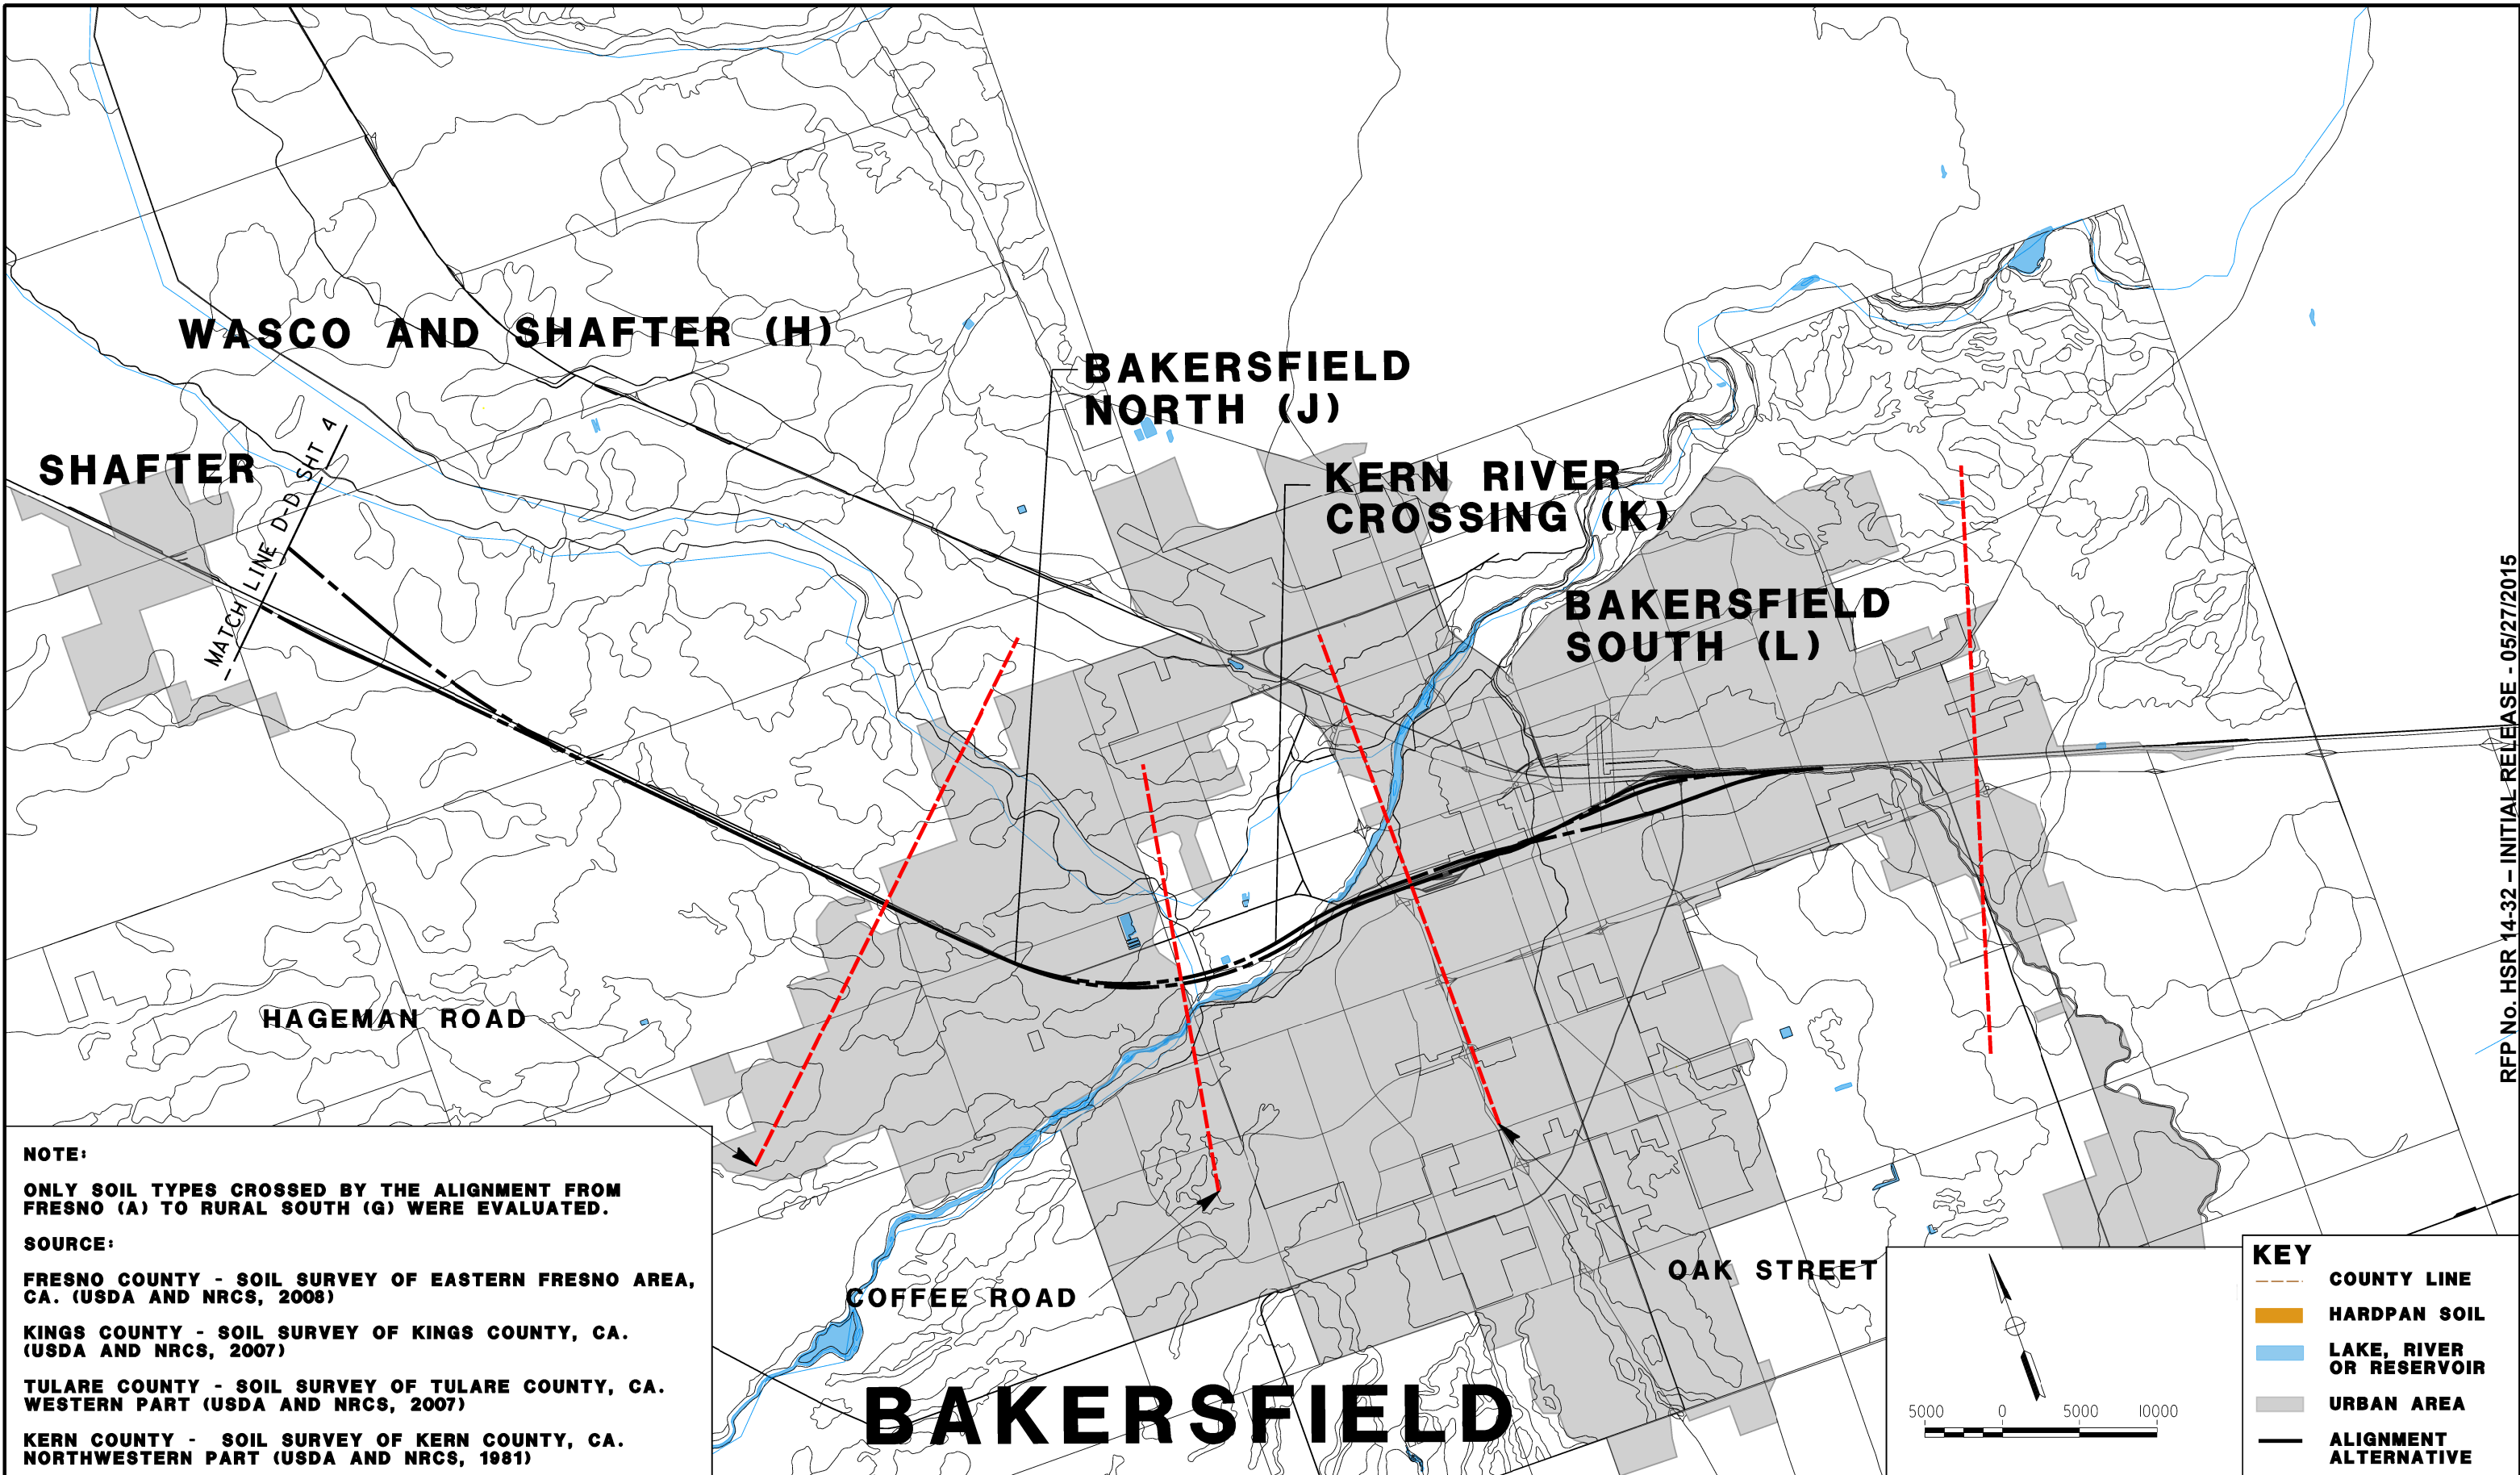 WASCO AND SHAFTER (H)
BAKERSFIELD
NORTH (J)
SHAFTER
MATCH LINE D-D SHT 4
KERN RIVER
CROSSING (K)
BAKERSFIELD
SOUTH (L)
HAGEMAN ROAD
COFFEE ROAD
OAK STREET
BAKERSFIELD
NOTE:
ONLY SOIL TYPES CROSSED BY THE ALIGNMENT FROM
FRESNO (A) TO RURAL SOUTH (G) WERE EVALUATED.
SOURCE:
FRESNO COUNTY - SOIL SURVEY OF EASTERN FRESNO AREA,
CA. (USDA AND NRCS, 2008)
KINGS COUNTY - SOIL SURVEY OF KINGS COUNTY, CA.
(USDA AND NRCS, 2007)
TULARE COUNTY - SOIL SURVEY OF TULARE COUNTY, CA.
WESTERN PART (USDA AND NRCS, 2007)
KERN COUNTY - SOIL SURVEY OF KERN COUNTY, CA.
NORTHWESTERN PART (USDA AND NRCS, 1981)
5000 0 5000 10000
KEY
COUNTY LINE
HARDPAN SOIL
LAKE, RIVER
OR RESERVOIR
URBAN AREA
ALIGNMENT
ALTERNATIVE
RFP No. HSR 14-32 – INITIAL RELEASE - 05/27/2015